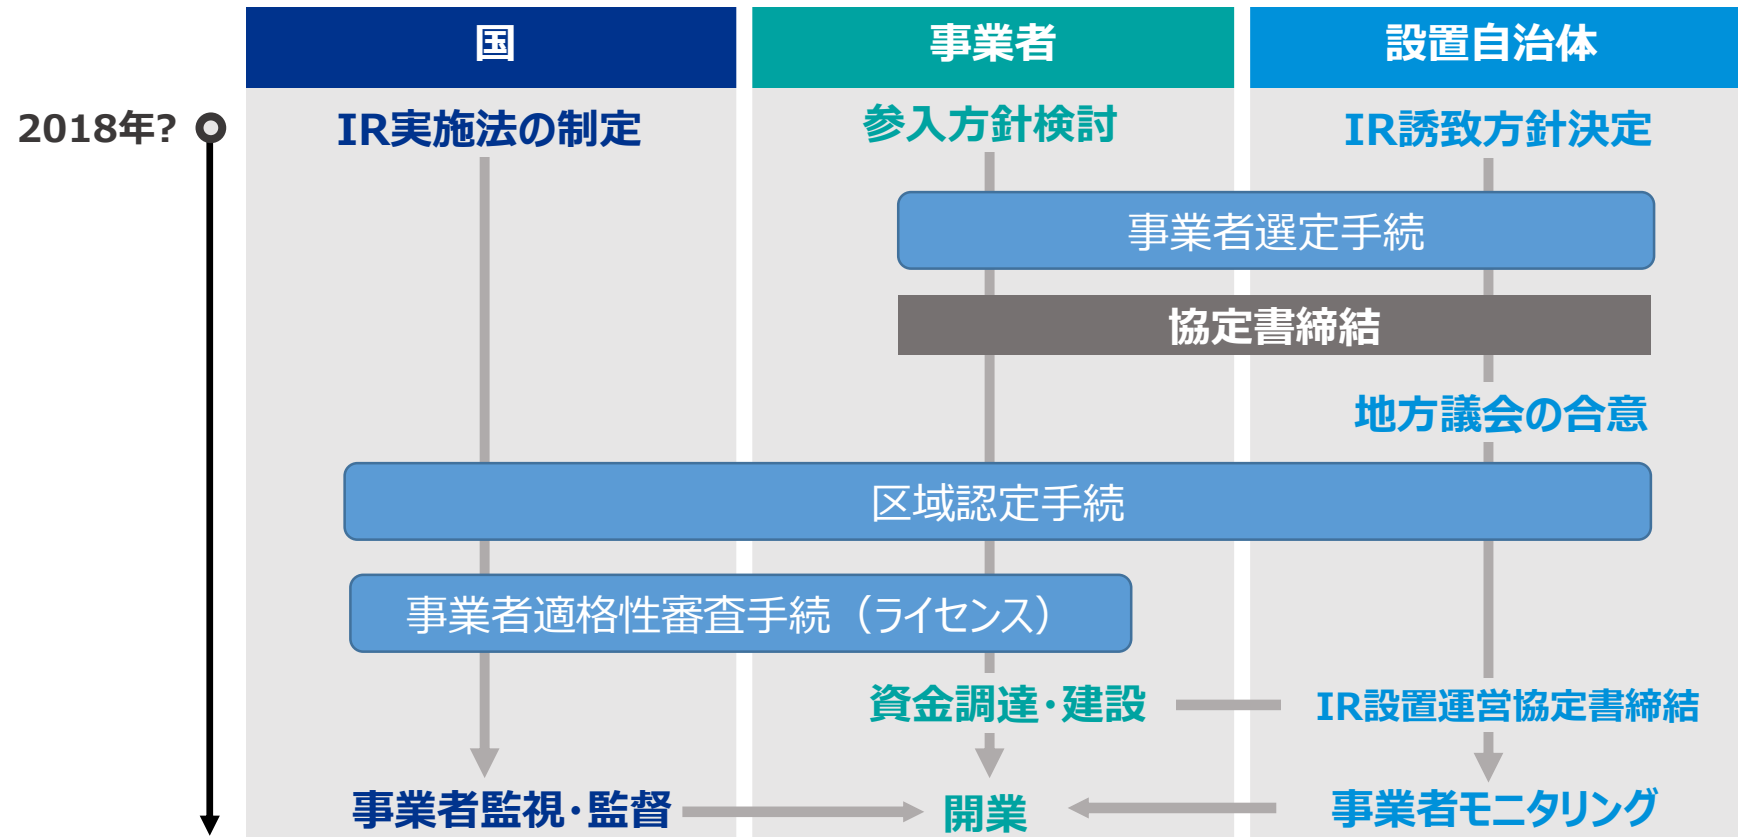 国
事業者
設置自治体
2018年?
IR実施法の制定
参入方針検討
IR誘致方針決定
事業者選定手続
協定書締結
地方議会の合意
区域認定手続
事業者適格性審査手続（ライセンス）
資金調達・建設
IR設置運営協定書締結
事業者監視・監督
開業
事業者モニタリング